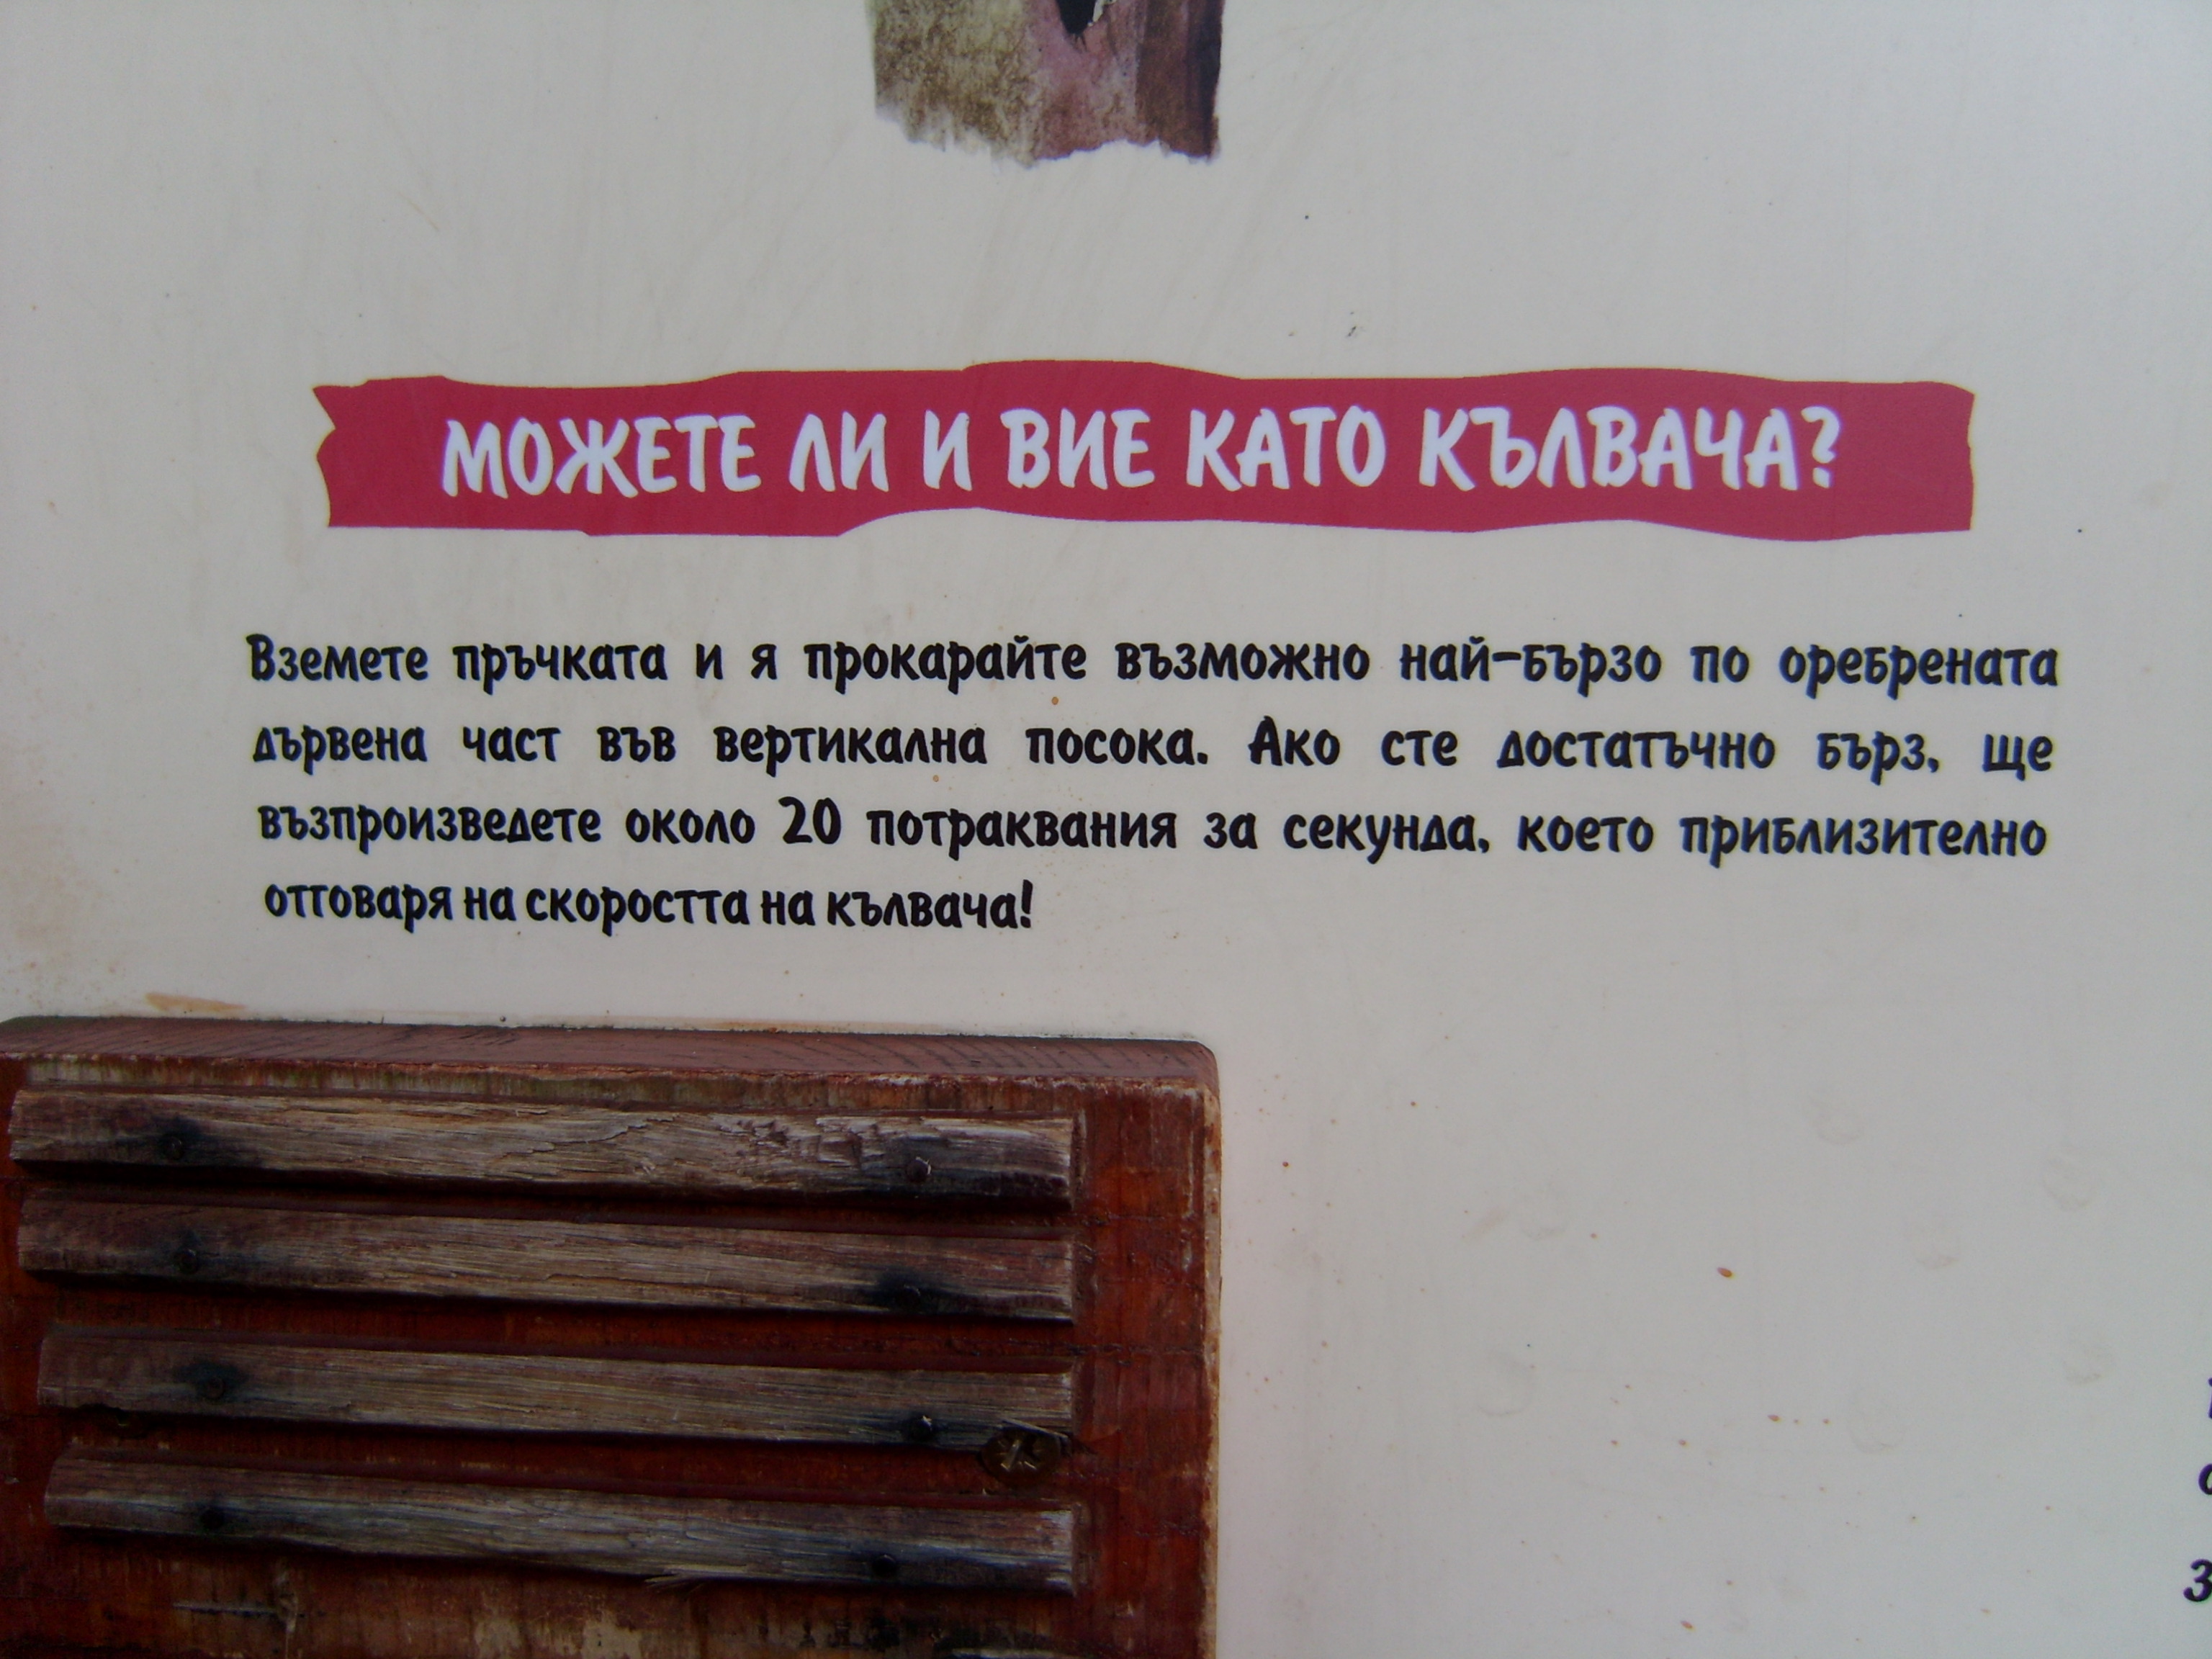 МОЖЕТЕ ЛИ И ВИЕ КАТО КЪЛВАЧА?
Вземете пръчката и я прокарайте възможно най-бързо по оребрената
дървена част във вертикална посока. Ако сте достатъчно бърз, ще
възпроизведете около 20 потраквания за секунда, което приблизително
отговаря на скоростта на кълвача!